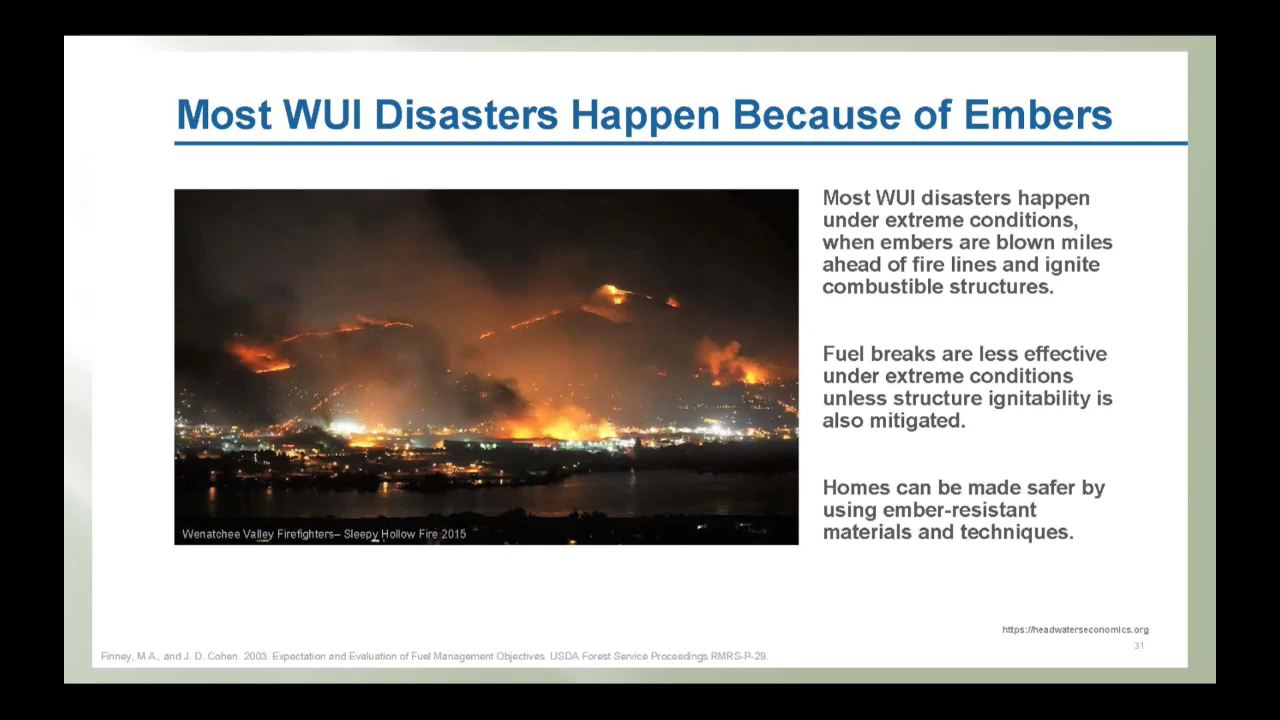 Most WUI Disasters Happen Because of Embers
Most WUI disasters happen
under extreme conditions,
when embers are blown miles
ahead of fire lines and ignite
combustible structures.
Fuel breaks are less effective
under extreme conditions
unless structure ignitability is
also mitigated.
Homes can be made safer by
using ember-resistant
materials and techniques.
Wenatchee Valley Firefighters– Sleepy Hollow Fire 2015
https://headwaterseconomics.org
31
Finney, M.A., and J. D. Cohen. 2003. Expectation and Evaluation of Fuel Management Objectives. USDA Forest Service Proceedings RMRS-P-29.